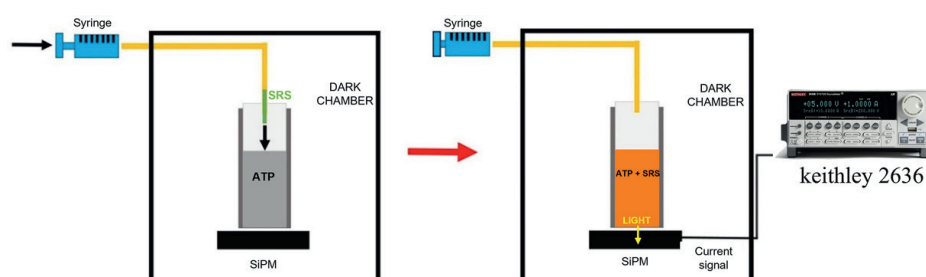 Syringe
SRS
DARK
CHAMBER
ATP
SiPM
Syringe
DARK
CHAMBER
ATP + SRS
LIGHT
SiPM
Current
signal
KEITHLEY
+05.000 V +1.0000 A
keithley 2636